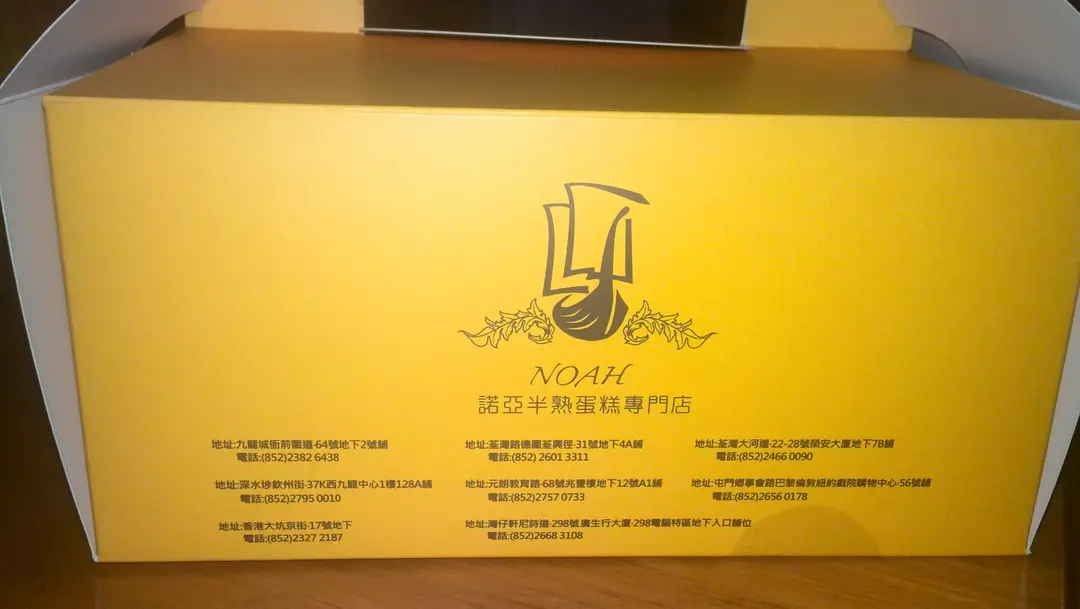 NOAH
諾亞半熟蛋糕專門店
地址:九龍城衙前圍道·64號地下2號舖
電話:(852)2382 6438
地址:荃灣路德圍荃興徑·31號地下4A舖
電話:(852) 2601 3311
地址:荃灣大河道·22-28號榮安大廈地下7B舖
電話:(852)2466 0090
地址:深水埗欽州街·37K西九龍中心1樓128A舖
電話:(852)2795 0010
地址:元朗教育路·68號兆豐樓地下12號A1舖
電話:(852)2757 0733
地址:屯門鄉事會路巴黎倫敦紐約戲院購物中心·56號舖
電話:(852)2656 0178
地址:香港大坑京街·17號地下
電話:(852)2327 2187
地址:灣仔軒尼詩道·298號廣生行大廈·298電腦特區地下入口舖位
電話:(852)2668 3108